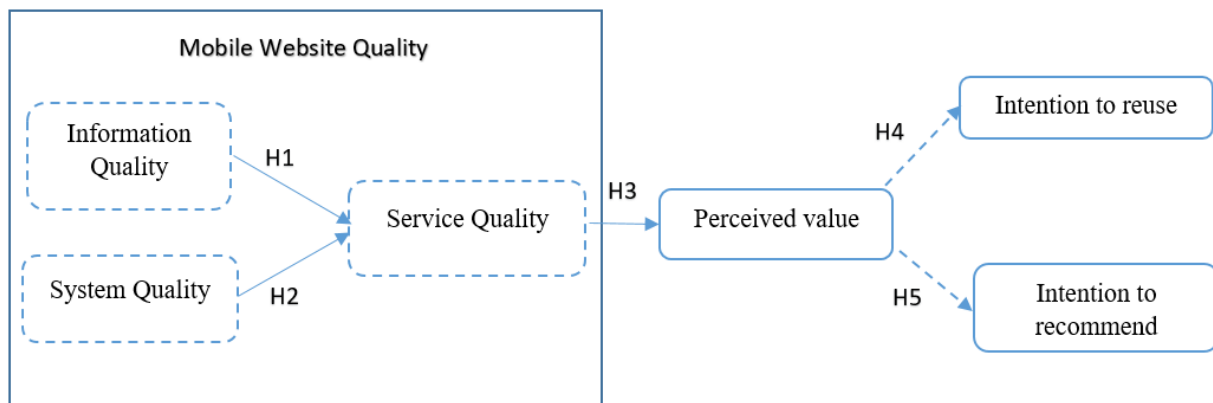 Mobile Website Quality
Information
Quality
H1
System Quality
H2
Service Quality
H3
Perceived value
H4
Intention to reuse
H5
Intention to
recommend